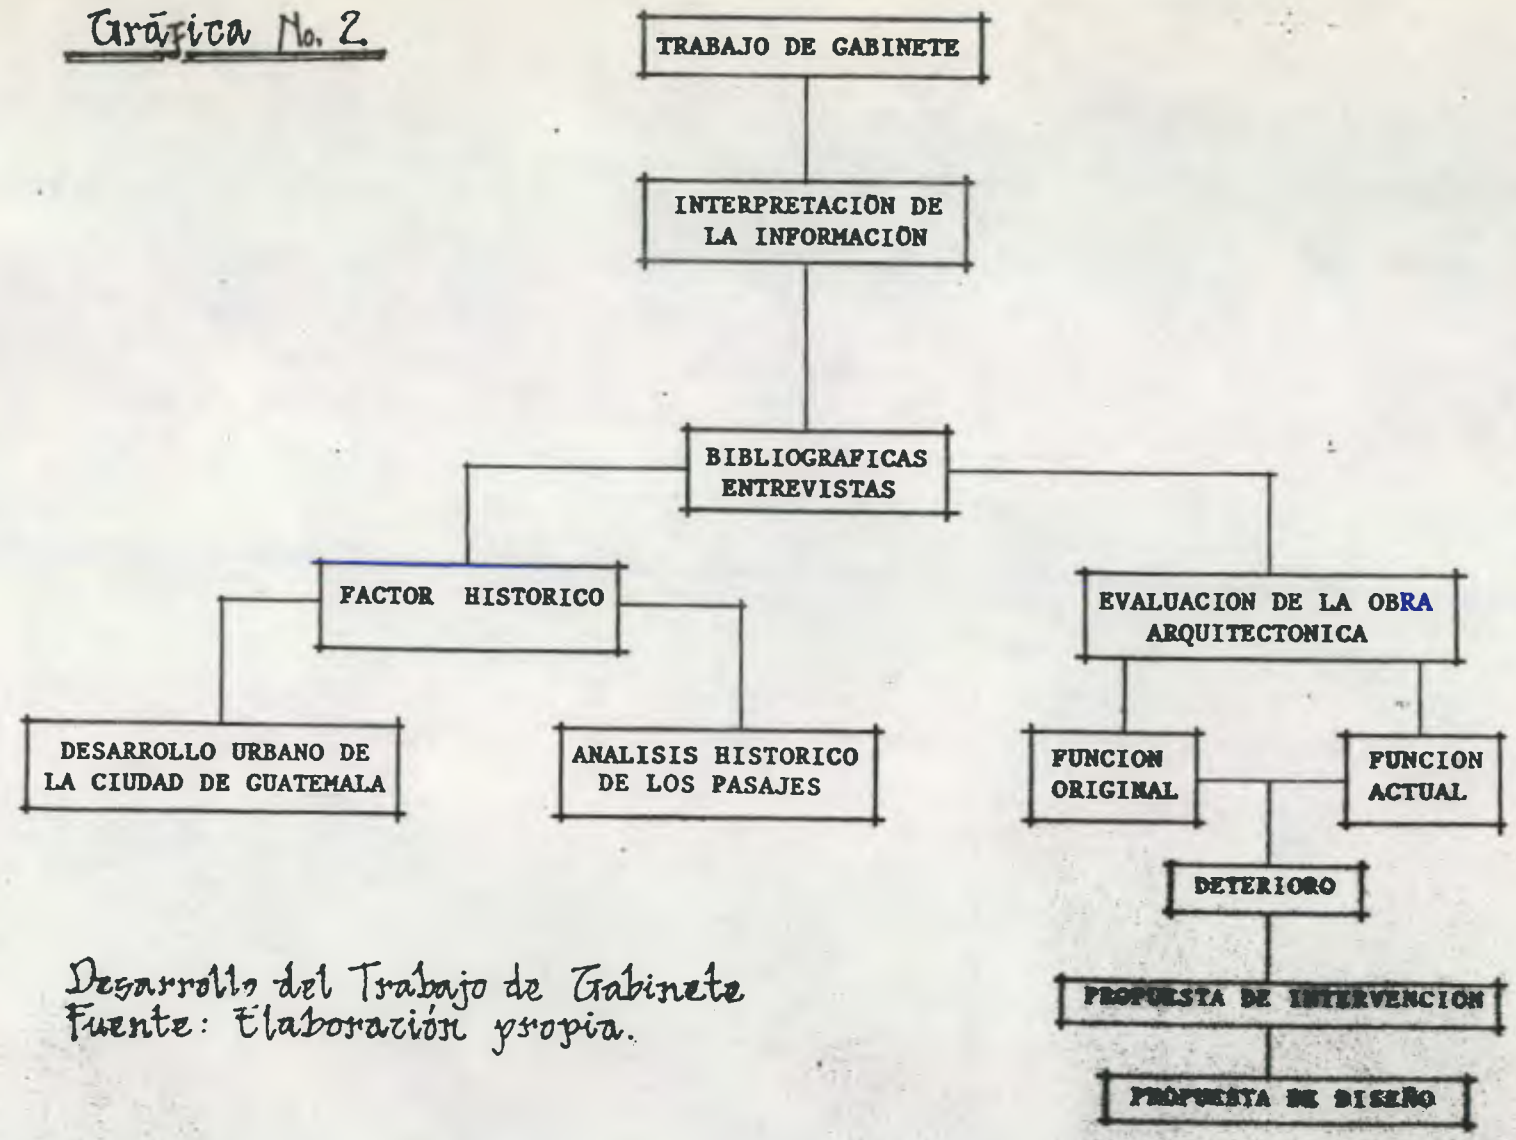 Gráfica No. 2
TRABAJO DE GABINETE
INTERPRETACIÓN DE
LA INFORMACIÓN
BIBLIOGRAFICAS
ENTREVISTAS
FACTOR HISTORICO
EVALUACION DE LA OBRA
ARQUITECTONICA
DESARROLLO URBANO DE
LA CIUDAD DE GUATEMALA
ANALISIS HISTORICO
DE LOS PASAJES
FUNCION
ORIGINAL
FUNCION
ACTUAL
DETERIORO
PROPUESTA DE INTERVENCION
PROPUESTA DE DISEÑO
Desarrollo del Trabajo de Gabinete
Fuente: Elaboración propia.